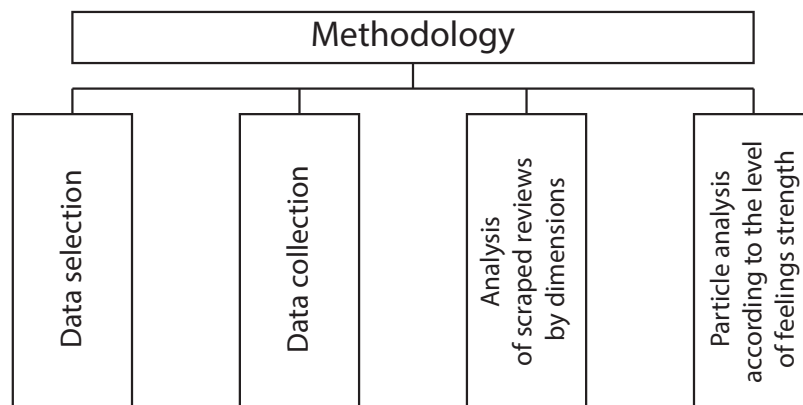 Methodology
Data selection
Data collection
Analysis
of scraped reviews
by dimensions
Particle analysis
according to the level
of feelings strength